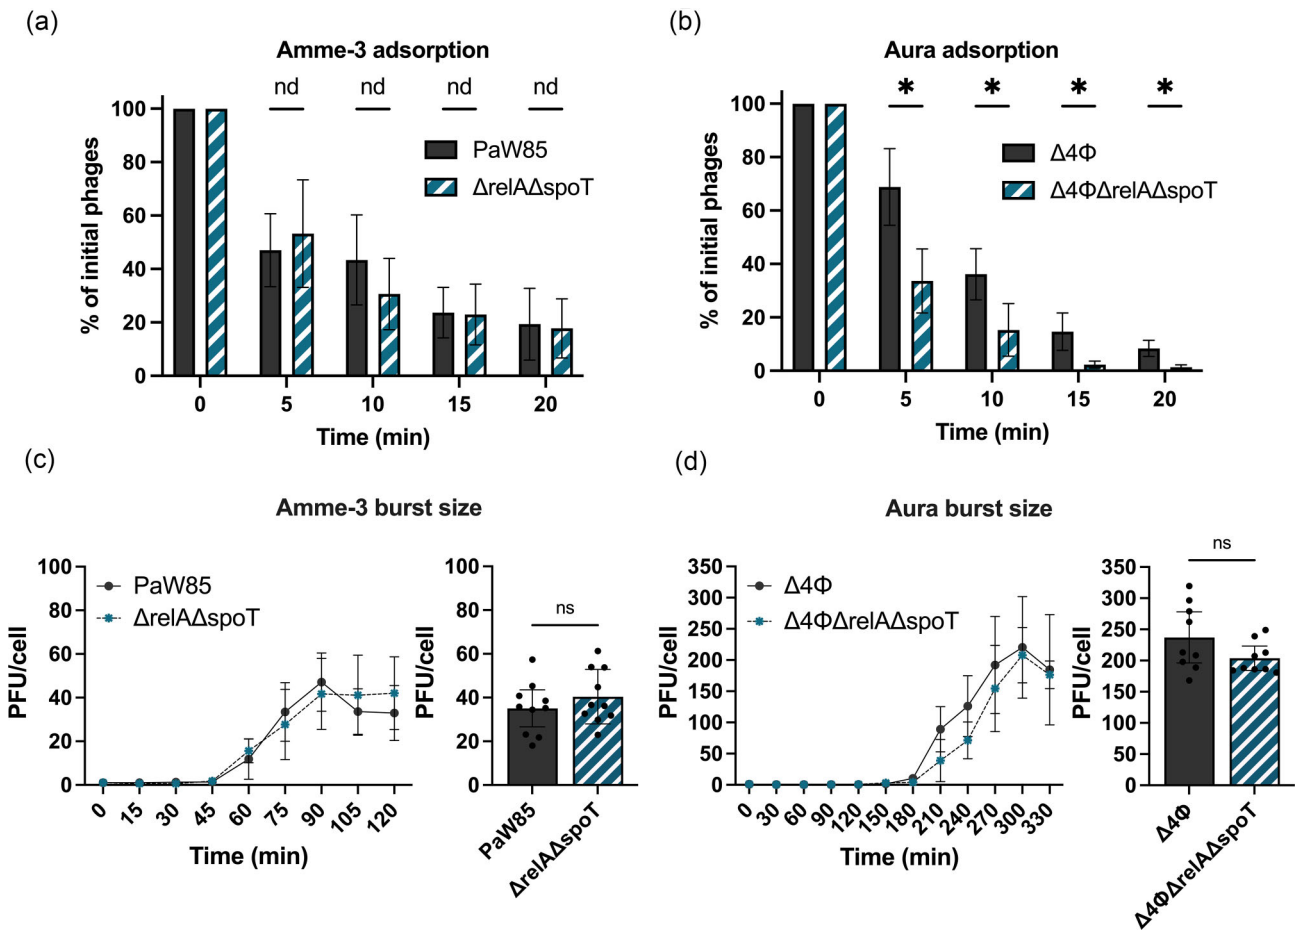 (a)
Amme-3 adsorption
nd nd nd nd
PaW85
ΔrelAΔspoT
% of initial phages
100
80
60
40
20
0
0 5 10 15 20
Time (min)
(b)
Aura adsorption
* * * *
Δ4Φ
Δ4ΦΔrelAΔspoT
% of initial phages
100
80
60
40
20
0
0 5 10 15 20
Time (min)
(c)
Amme-3 burst size
PaW85
ΔrelAΔspoT
PFU/cell
100
80
60
40
20
0
0 15 30 45 60 75 90 105 120
Time (min)
ns
PFU/cell
100
80
60
40
20
0
PaW85
ΔrelAΔspoT
(d)
Aura burst size
Δ4Φ
Δ4ΦΔrelAΔspoT
PFU/cell
350
300
250
200
150
100
50
0
0 30 60 90 120 150 180 210 240 270 300 330
Time (min)
ns
PFU/cell
350
300
250
200
150
100
50
0
Δ4Φ
Δ4ΦΔrelAΔspoT